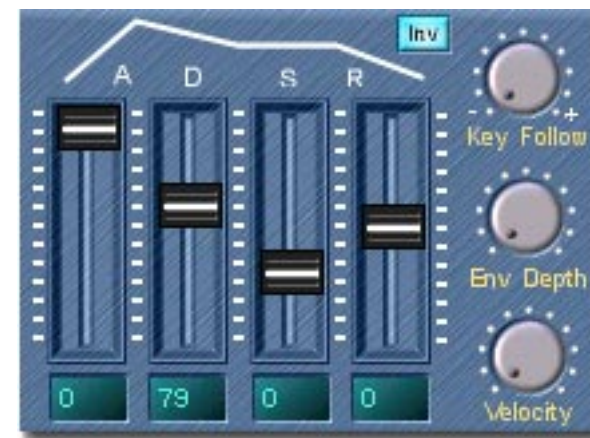 Inv
A D S R
- +
Key Follow
Env Depth
0 79 0 0
Velocity